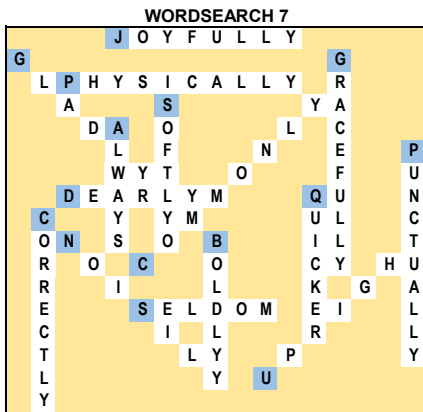 WORDSEARCH 7
J O Y F U L L Y
G G
L P H Y S I C A L L Y R
A S Y A
D A O L C
L F N E P
W Y T O F U
D E A R L Y M Q U N
C Y Y M U L C
O N S O B I L T
R O C O C Y H U
R I L K G A
E S E L D O M E I L
C I L R L
T L Y P Y
L Y U
Y